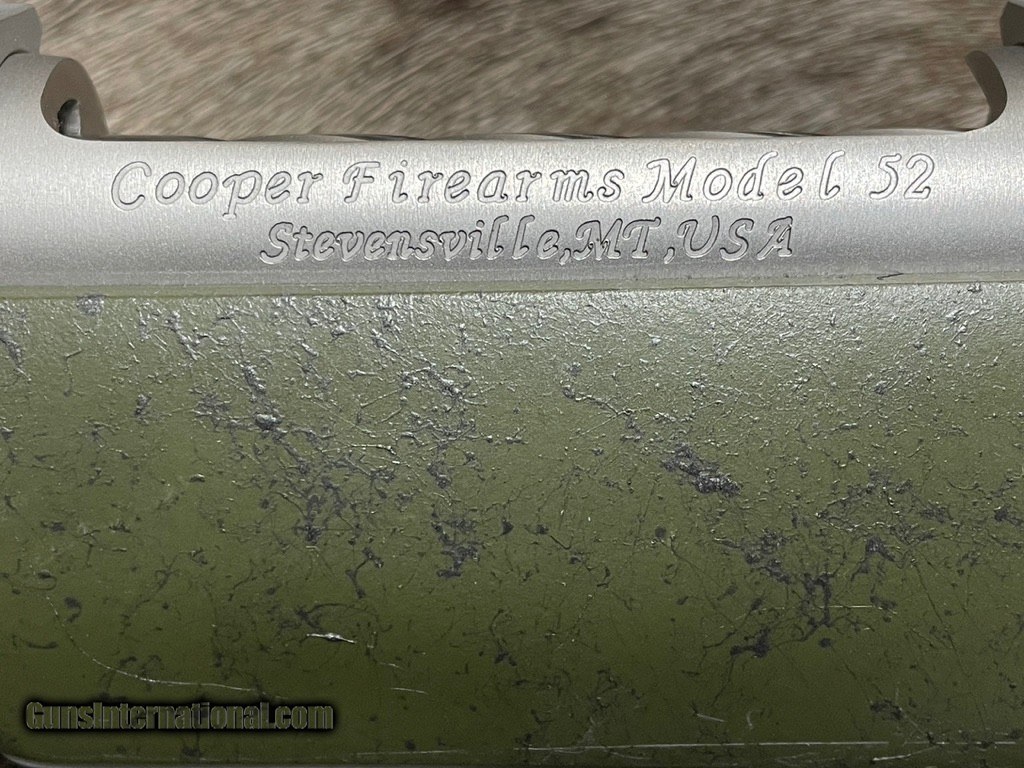 Cooper Firearms Model 52
Stevensville,MT,USA
GunsInternational.com